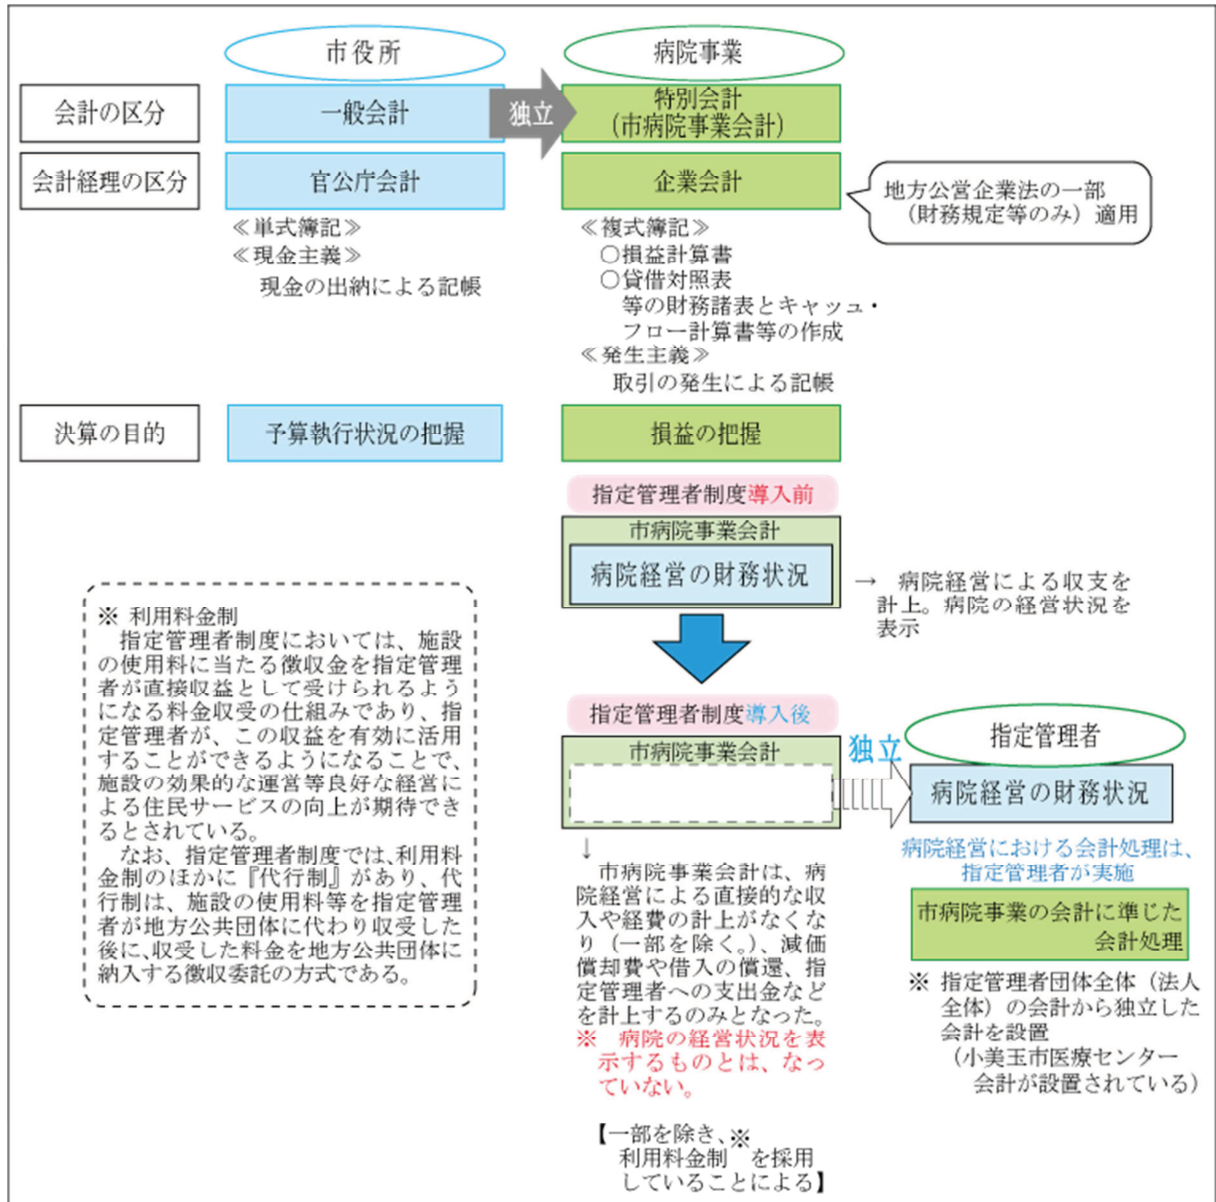 市役所
病院事業
会計の区分
一般会計
独立
特別会計
(市病院事業会計)
会計経理の区分
官公庁会計
企業会計
地方公営企業法の一部
(財務規定等のみ)適用
≪単式簿記≫
≪現金主義≫
現金の出納による記帳
≪複式簿記≫
○損益計算書
○貸借対照表
等の財務諸表とキャッシュ・
フロー計算書等の作成
≪発生主義≫
取引の発生による記帳
決算の目的
予算執行状況の把握
損益の把握
指定管理者制度導入前
市病院事業会計
病院経営の財務状況
→ 病院経営による収支を
計上。病院の経営状況を
表示
※ 利用料金制
指定管理者制度においては、施設
の使用料に当たる徴収金を指定管理
者が直接収益として受けられるよう
になる料金収受の仕組みであり、指
定管理者が、この収益を有効に活用
することができるようになることで、
施設の効果的な運営等良好な経営に
よる住民サービスの向上が期待でき
るとされている。
なお、指定管理者制度では、利用料
金制のほかに『代行制』があり、代
行制は、施設の使用料等を指定管理
者が地方公共団体に代わり収受した
後に、収受した料金を地方公共団体に
納入する徴収委託の方式である。
指定管理者制度導入後
市病院事業会計
独立
指定管理者
病院経営の財務状況
病院経営における会計処理は、
指定管理者が実施
市病院事業の会計に準じた
会計処理
※ 指定管理者団体全体(法人
全体)の会計から独立した
会計を設置
(小美玉市医療センター
会計が設置されている)
↓
市病院事業会計は、病
院経営による直接的な収
入や経費の計上がなくな
り(一部を除く。)、減価
償却費や借入の償還、指
定管理者への支出金など
を計上するのみとなった。
※ 病院の経営状況を表
示するものとは、なっ
ていない。
【一部を除き、※
利用料金制 を採用
していることによる】